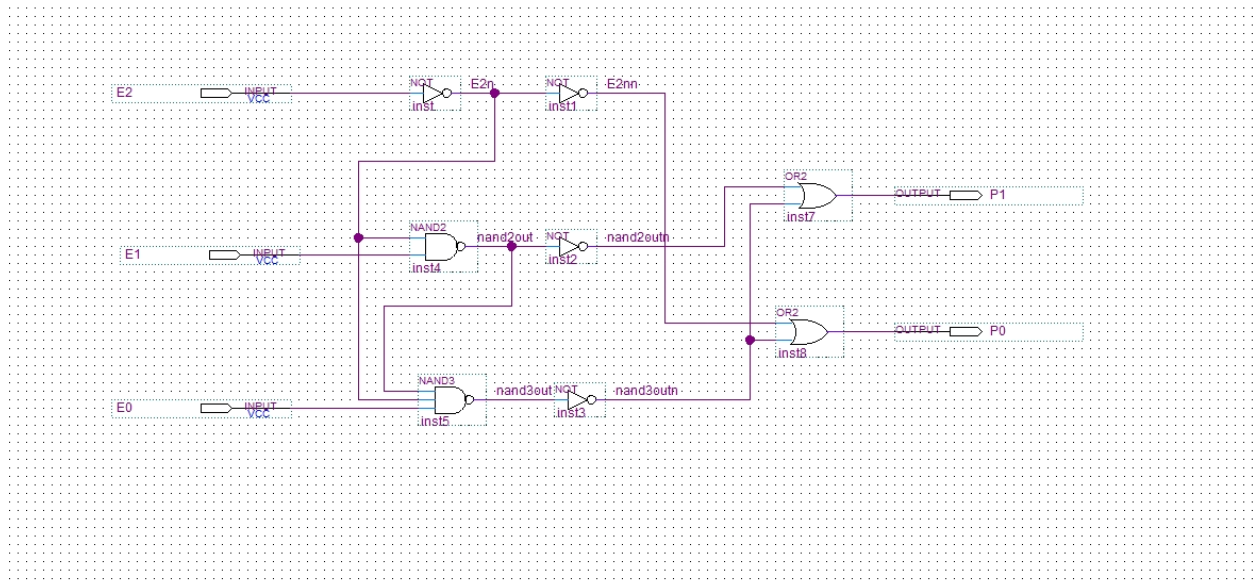 NOT E2n NOT E2nn
E2 INPUT
VCC inst inst1
OR2
OUTPUT P1
inst7
NAND2 nand2out NOT nand2outn
E1 INPUT
VCC inst4 inst2
OR2
OUTPUT P0
inst8
NAND3 nand3out NOT nand3outn
E0 INPUT
VCC inst5 inst3